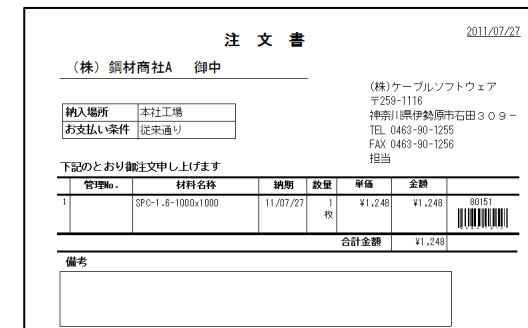 注 文 書
2011/07/27
(株) 鋼材商社A 御中
(株)ケーブルソフトウェア
〒259-1116
神奈川県伊勢原市石田309-
TEL 0463-90-1255
FAX 0463-90-1256
担当
納入場所 本社工場
お支払い条件 従来通り
下記のとおり御注文申し上げます
管理No. 材料名称 納期 数量 単価 金額
1 SPC-1.6-1000x1000 11/07/27 1 ¥1,248 ¥1,248 80151
枚
合計金額 ¥1,248
備考